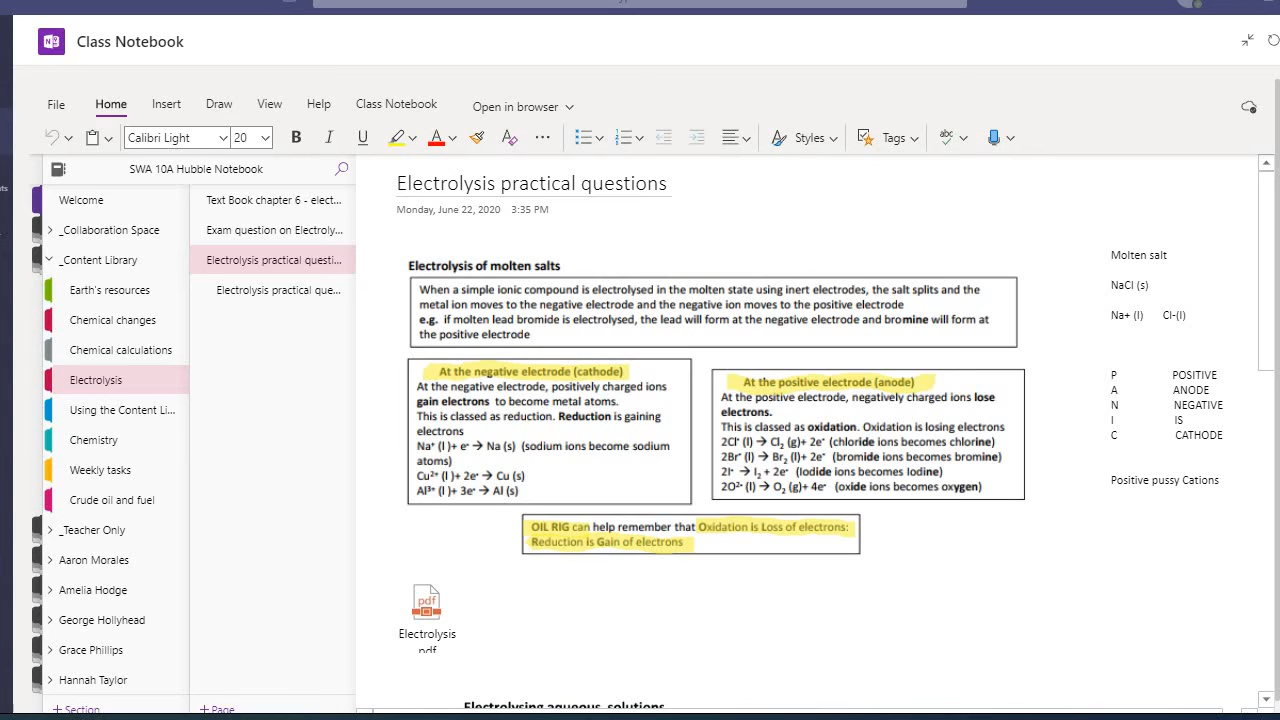 Class Notebook
File Home Insert Draw View Help Class Notebook Open in browser
Calibri Light 20 B I U A Styles Tags abc
SWA 10A Hubble Notebook
Welcome
_Collaboration Space
_Content Library
Earth's resources
Chemical changes
Chemical calculations
Electrolysis
Using the Content Li...
Chemistry
Weekly tasks
Crude oil and fuel
_Teacher Only
Aaron Morales
Amelia Hodge
George Hollyhead
Grace Phillips
Hannah Taylor
+ Section
Text Book chapter 6 - elect...
Exam question on Electroly...
Electrolysis practical questi...
Electrolysis practical que...
+ Page
Electrolysis practical questions
Monday, June 22, 2020 3:35 PM
Electrolysis of molten salts
When a simple ionic compound is electrolysed in the molten state using inert electrodes, the salt splits and the
metal ion moves to the negative electrode and the negative ion moves to the positive electrode
e.g. if molten lead bromide is electrolysed, the lead will form at the negative electrode and bromine will form at
the positive electrode
At the negative electrode (cathode)
At the negative electrode, positively charged ions
gain electrons to become metal atoms.
This is classed as reduction. Reduction is gaining
electrons
Na⁺ (l )+ e⁻ → Na (s) (sodium ions become sodium
atoms)
Cu²⁺ (l )+ 2e⁻ → Cu (s)
Al³⁺ (l )+ 3e⁻ → Al (s)
At the positive electrode (anode)
At the positive electrode, negatively charged ions lose
electrons.
This is classed as oxidation. Oxidation is losing electrons
2Cl⁻ (l) → Cl₂ (g)+ 2e⁻ (chloride ions becomes chlorine)
2Br⁻ (l) → Br₂ (l)+ 2e⁻ (bromide ions becomes bromine)
2I⁻ → I₂ + 2e⁻ (Iodide ions becomes Iodine)
2O²⁻ (l) → O₂ (g)+ 4e⁻ (oxide ions becomes oxygen)
OIL RIG can help remember that Oxidation is Loss of electrons:
Reduction is Gain of electrons
pdf
Electrolysis
pdf
Electrolysing aqueous solutions
Molten salt
NaCl (s)
Na+ (l) Cl-(l)
P POSITIVE
A ANODE
N NEGATIVE
I IS
C CATHODE
Positive pussy Cations